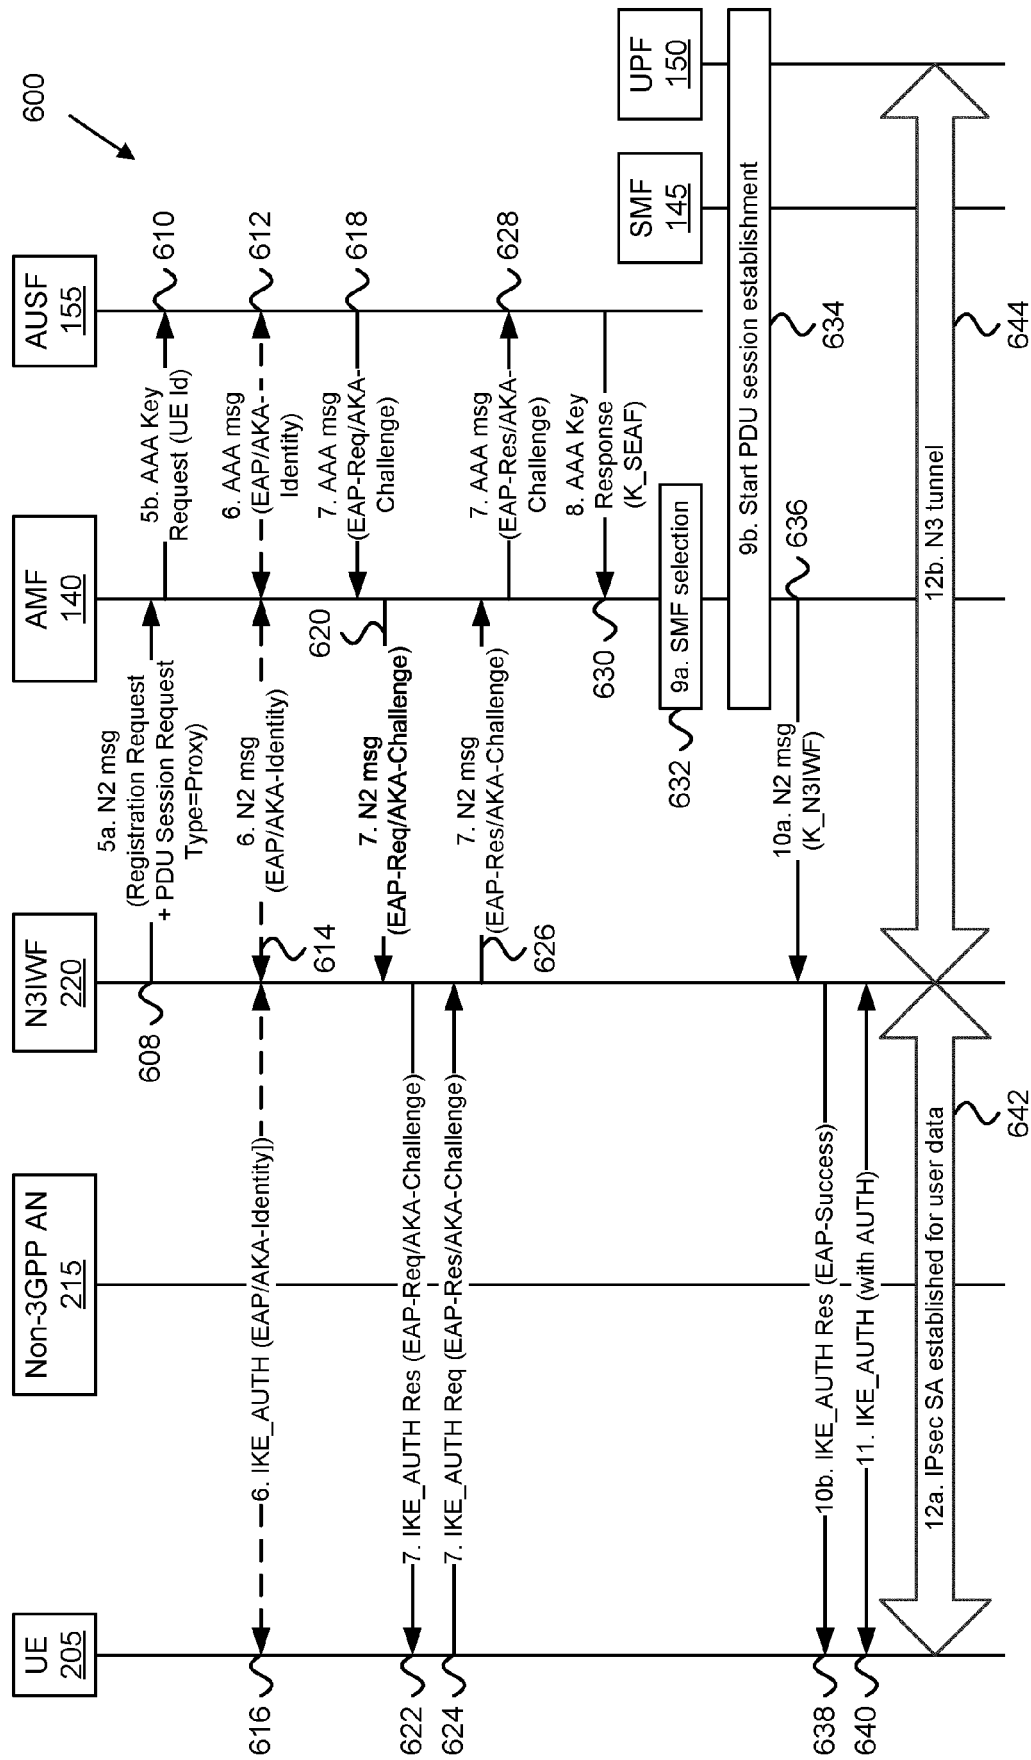 600
UE
205
Non-3GPP AN
215
N3IWF
220
AMF
140
AUSF
155
5a. N2 msg
(Registration Request
+ PDU Session Request
Type=Proxy)
608
5b. AAA Key
Request (UE Id)
610
6. IKE_AUTH (EAP/AKA-Identity])
616
6. N2 msg
(EAP/AKA-Identity)
614
6. AAA msg
(EAP/AKA-
Identity)
612
7. AAA msg
(EAP-Req/AKA-
Challenge)
618
7. N2 msg
(EAP-Req/AKA-Challenge)
620
7. IKE_AUTH Res (EAP-Req/AKA-Challenge)
622
7. IKE_AUTH Req (EAP-Res/AKA-Challenge)
624
7. N2 msg
(EAP-Res/AKA-Challenge)
626
7. AAA msg
(EAP-Res/AKA-
Challenge)
628
8. AAA Key
Response
(K_SEAF)
630
SMF
145
UPF
150
9a. SMF selection
632
9b. Start PDU session establishment
634
10a. N2 msg
(K_N3IWF)
636
10b. IKE_AUTH Res (EAP-Success)
638
11. IKE_AUTH (with AUTH)
640
12a. IPsec SA established for user data
642
12b. N3 tunnel
644